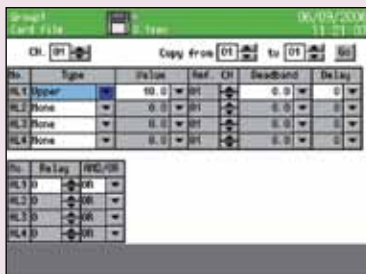 Group1 06/09/2006
Card file 11 21 07
CH. 01 Copy from 01 to 01 Go
No. Type Value Ref. CH Deadband Delay
AL1 Upper 10.0 01 0.0 0
AL2 None 0.0 01 0.0 0
AL3 None 0.0 01 0.0 0
AL4 None 0.0 01 0.0 0
No. Relay AND/OR
AL1 0 OR
AL2 0 OR
AL3 0 OR
AL4 0 OR